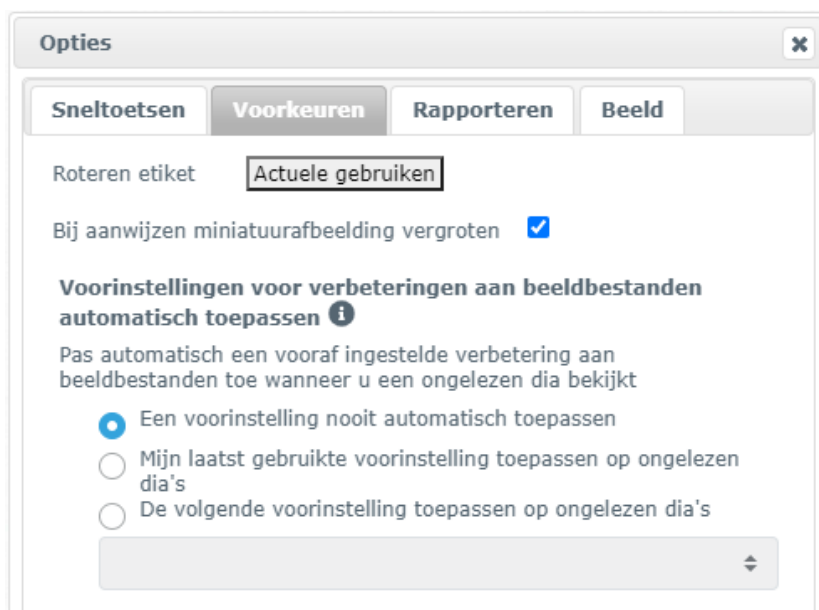 Opties
Sneltoetsen Voorkeuren Rapporteren Beeld
Roteren etiket Actuele gebruiken
Bij aanwijzen miniatuurafbeelding vergroten
Voorinstellingen voor verbeteringen aan beeldbestanden
automatisch toepassen
Pas automatisch een vooraf ingestelde verbetering aan
beeldbestanden toe wanneer u een ongelezen dia bekijkt
Een voorinstelling nooit automatisch toepassen
Mijn laatst gebruikte voorinstelling toepassen op ongelezen
dia's
De volgende voorinstelling toepassen op ongelezen dia's